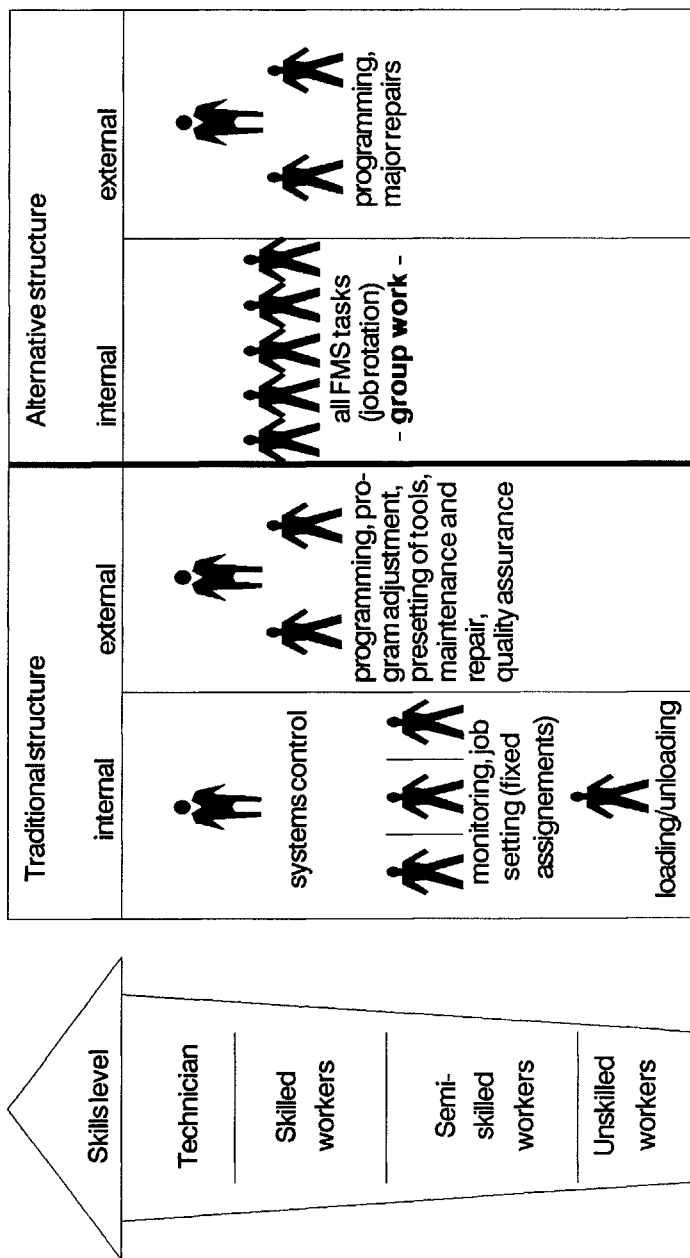 Skills level
Technician
Skilled
workers
Semi-
skilled
workers
Unskilled
workers
Traditional structure
internal
external
systems control
monitoring, job
setting (fixed
assignements)
loading/unloading
programming, pro-
gram adjustment,
presetting of tools,
maintenance and
repair,
quality assurance
Alternative structure
internal
external
all FMS tasks
(job rotation)
- group work -
programming,
major repairs